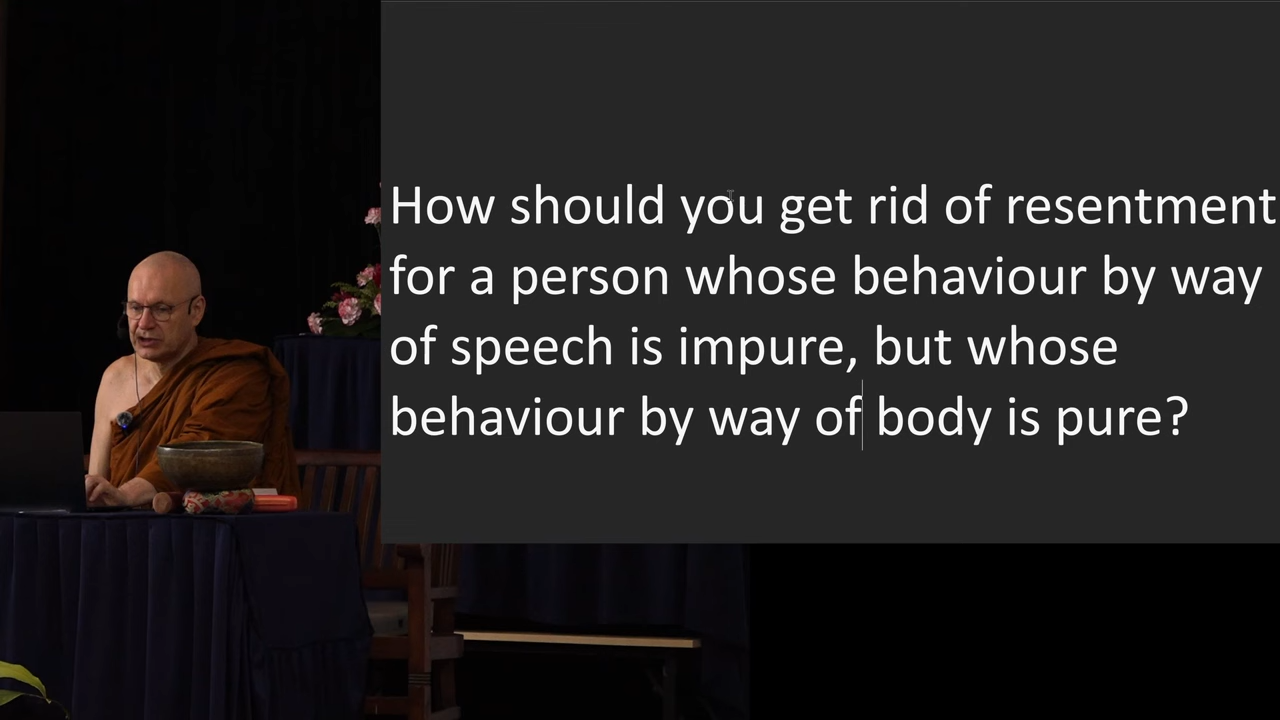 How should you get rid of resentment
for a person whose behaviour by way
of speech is impure, but whose
behaviour by way of body is pure?